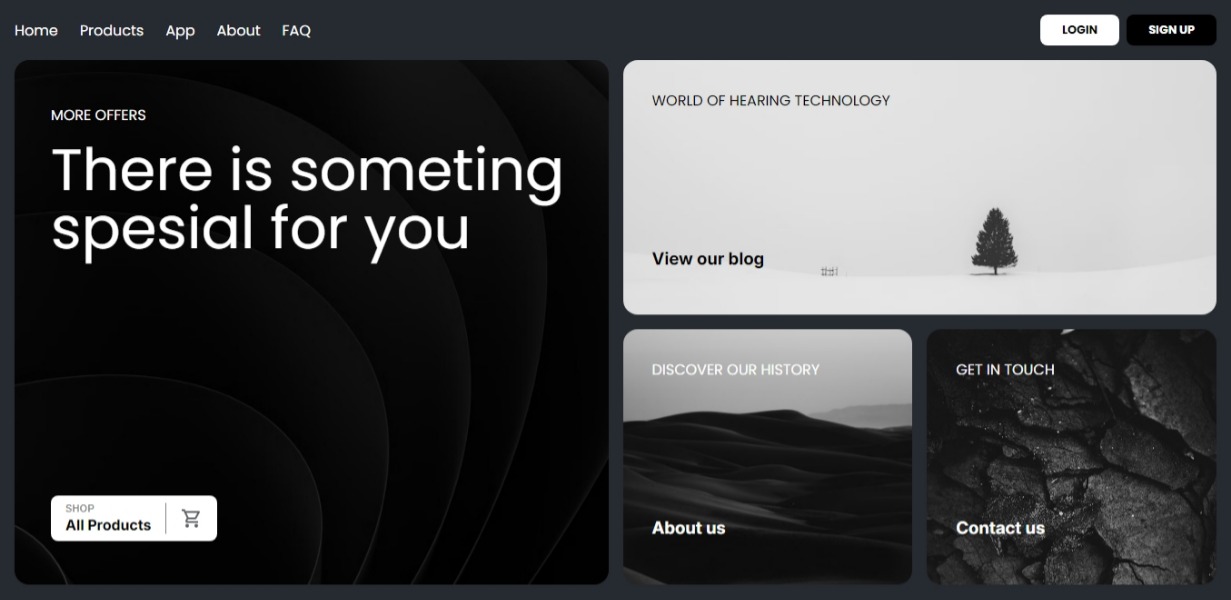 Home Products App About FAQ LOGIN SIGN UP
MORE OFFERS
There is someting
spesial for you
SHOP
All Products
WORLD OF HEARING TECHNOLOGY
View our blog
DISCOVER OUR HISTORY
About us
GET IN TOUCH
Contact us